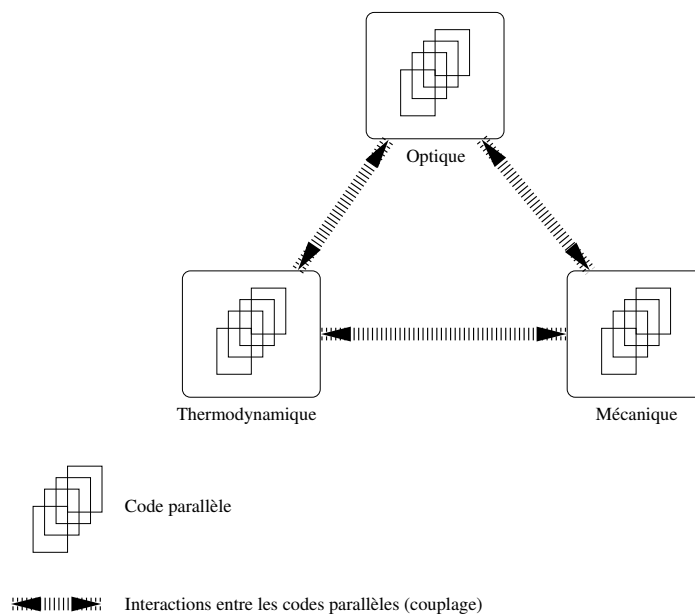 Optique
Thermodynamique
Mécanique
Code parallèle
Interactions entre les codes parallèles (couplage)